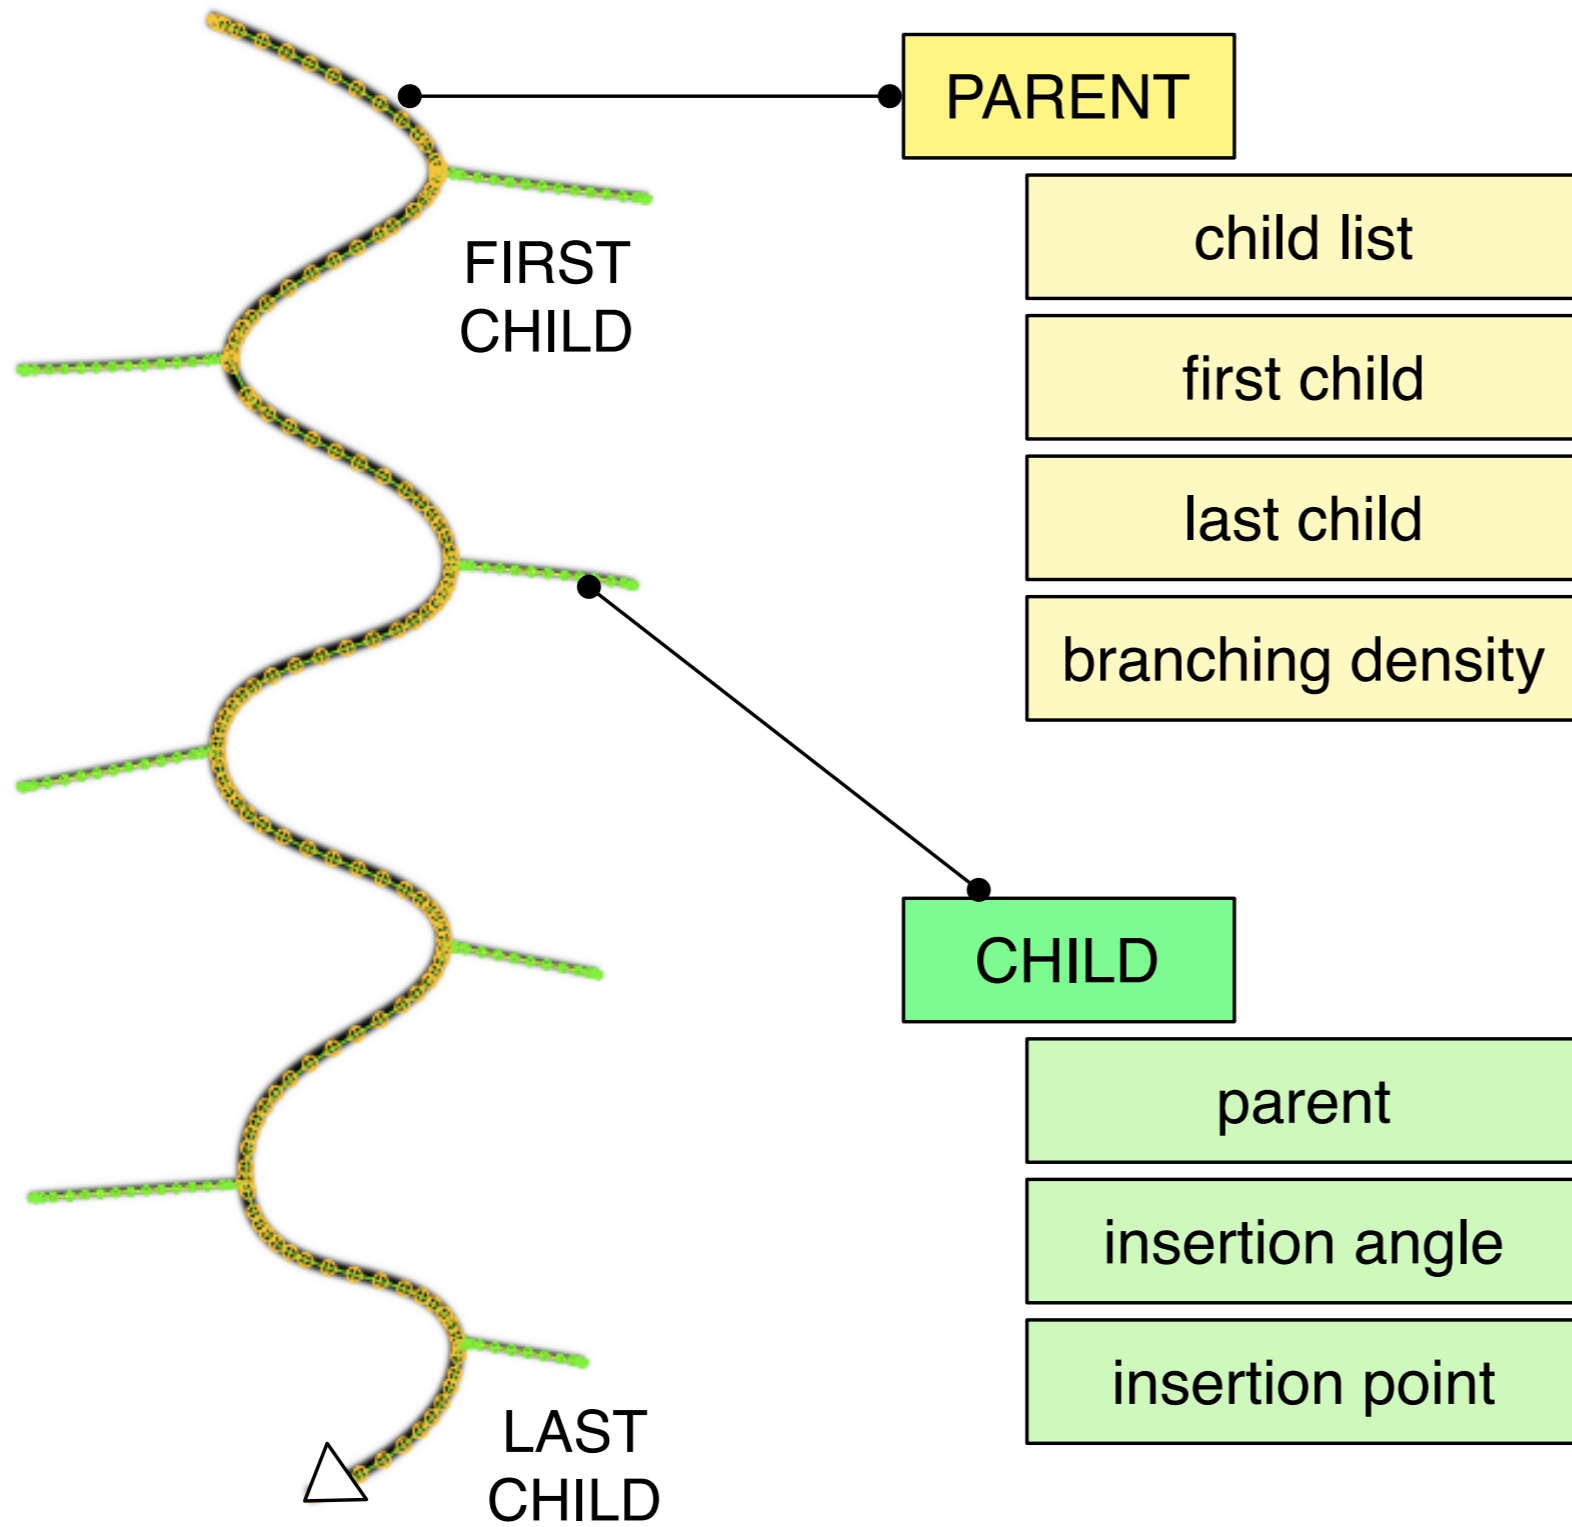 PARENT
child list
FIRST
CHILD
first child
last child
branching density
CHILD
parent
insertion angle
insertion point
LAST
CHILD